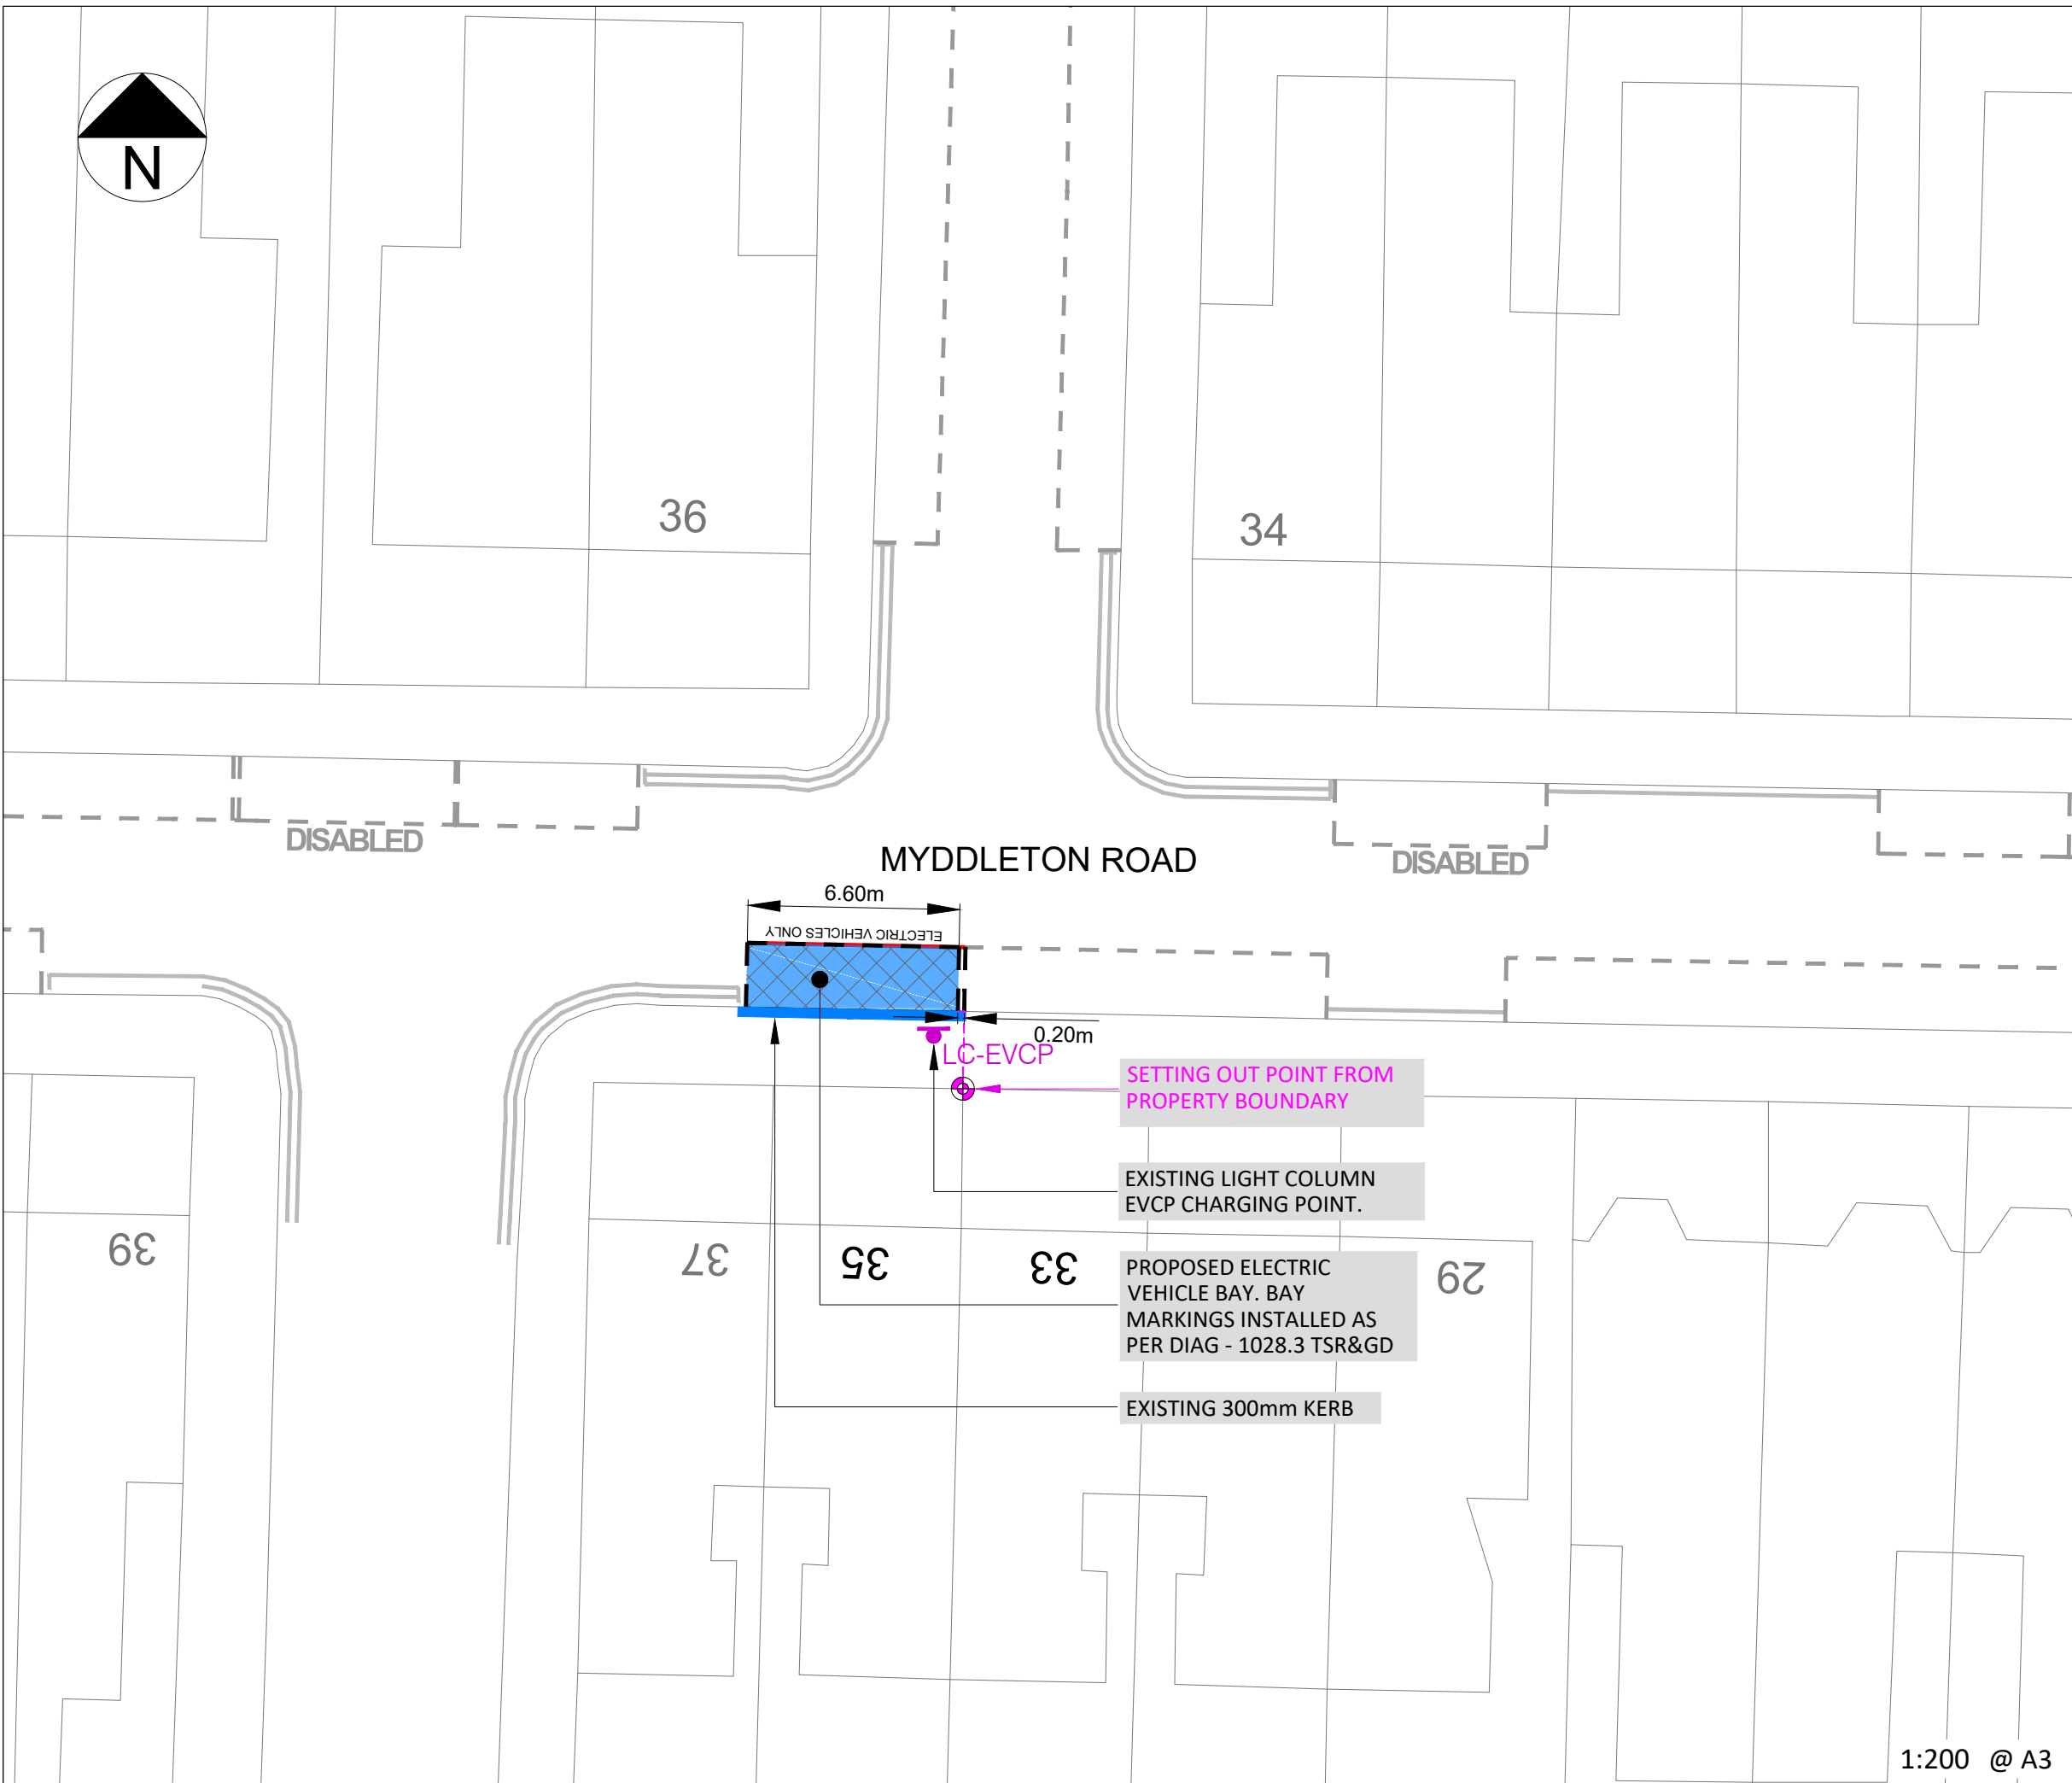 N
36
34
DISABLED
MYDDLETON ROAD
DISABLED
6.60m
ELECTRIC VEHICLES ONLY
0.20m
LC-EVCP
SETTING OUT POINT FROM
PROPERTY BOUNDARY
EXISTING LIGHT COLUMN
EVCP CHARGING POINT.
39
37
35
33
29
PROPOSED ELECTRIC
VEHICLE BAY. BAY
MARKINGS INSTALLED AS
PER DIAG - 1028.3 TSR&GD
EXISTING 300mm KERB
1:200 @ A3